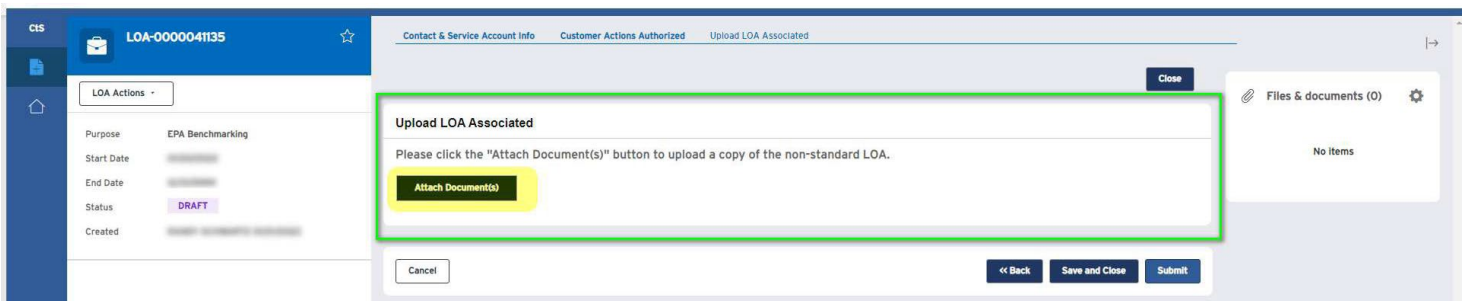 CtS
LOA-0000041135
LOA Actions
Purpose EPA Benchmarking
Start Date
End Date
Status DRAFT
Created
Contact & Service Account Info Customer Actions Authorized Upload LOA Associated
Close
Upload LOA Associated
Please click the "Attach Document(s)" button to upload a copy of the non-standard LOA.
Attach Document(s)
Cancel << Back Save and Close Submit
Files & documents (0)
No items